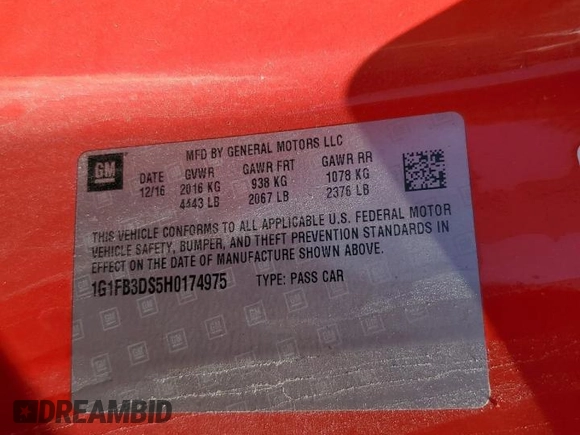 GM
MFD BY GENERAL MOTORS LLC
DATE GVWR GAWR FRT GAWR RR
12/16 2016 KG 938 KG 1078 KG
4443 LB 2067 LB 2376 LB
THIS VEHICLE CONFORMS TO ALL APPLICABLE U.S. FEDERAL MOTOR
VEHICLE SAFETY, BUMPER, AND THEFT PREVENTION STANDARDS IN
EFFECT ON THE DATE OF MANUFACTURE SHOWN ABOVE.
1G1FB3DS5H0174975 TYPE: PASS CAR
DREAMBID